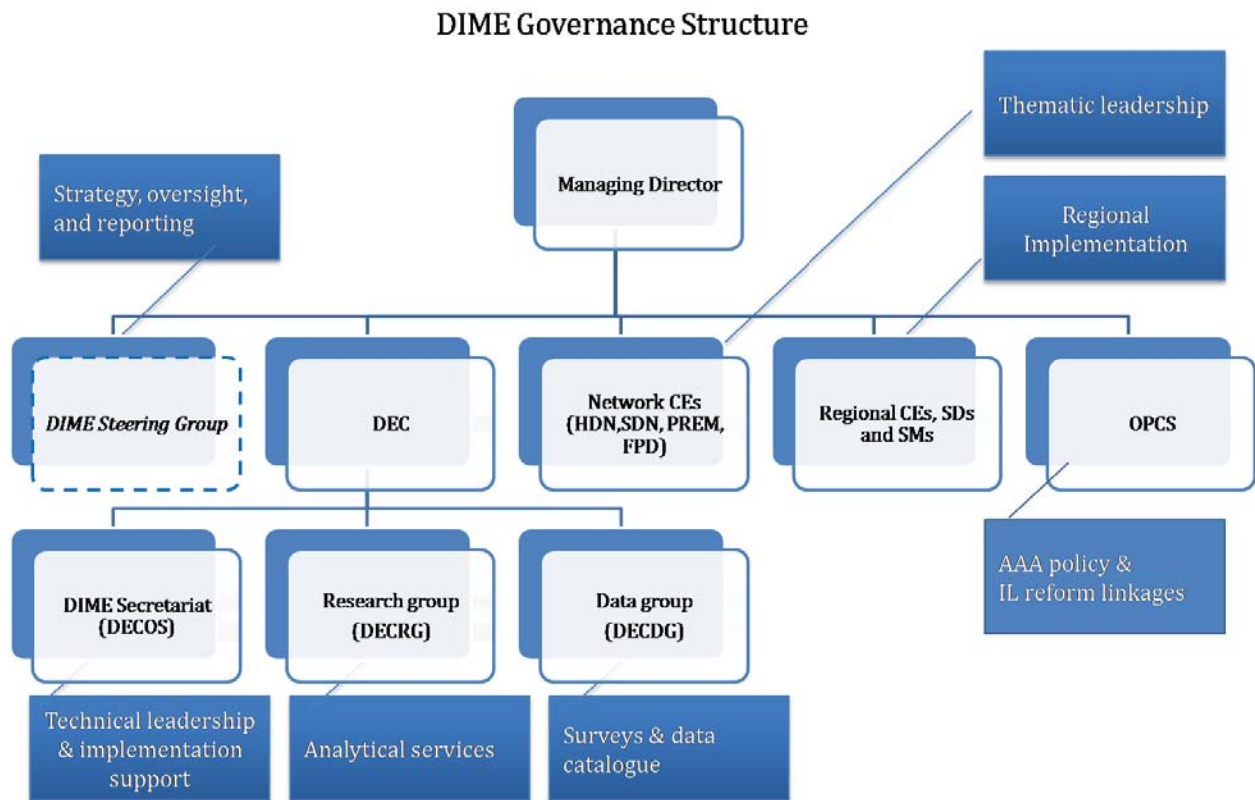 DIME Governance Structure
Thematic leadership
Managing Director
Strategy, oversight,
and reporting
Regional
Implementation
DIME Steering Group
DEC
Network CEs
(HDN,SDN, PREM,
FPD)
Regional CEs, SDs
and SMs
OPCS
AAA policy &
IL reform linkages
DIME Secretariat
(DECOS)
Research group
(DECRG)
Data group
(DECDG)
Technical leadership
& implementation
support
Analytical services
Surveys & data
catalogue